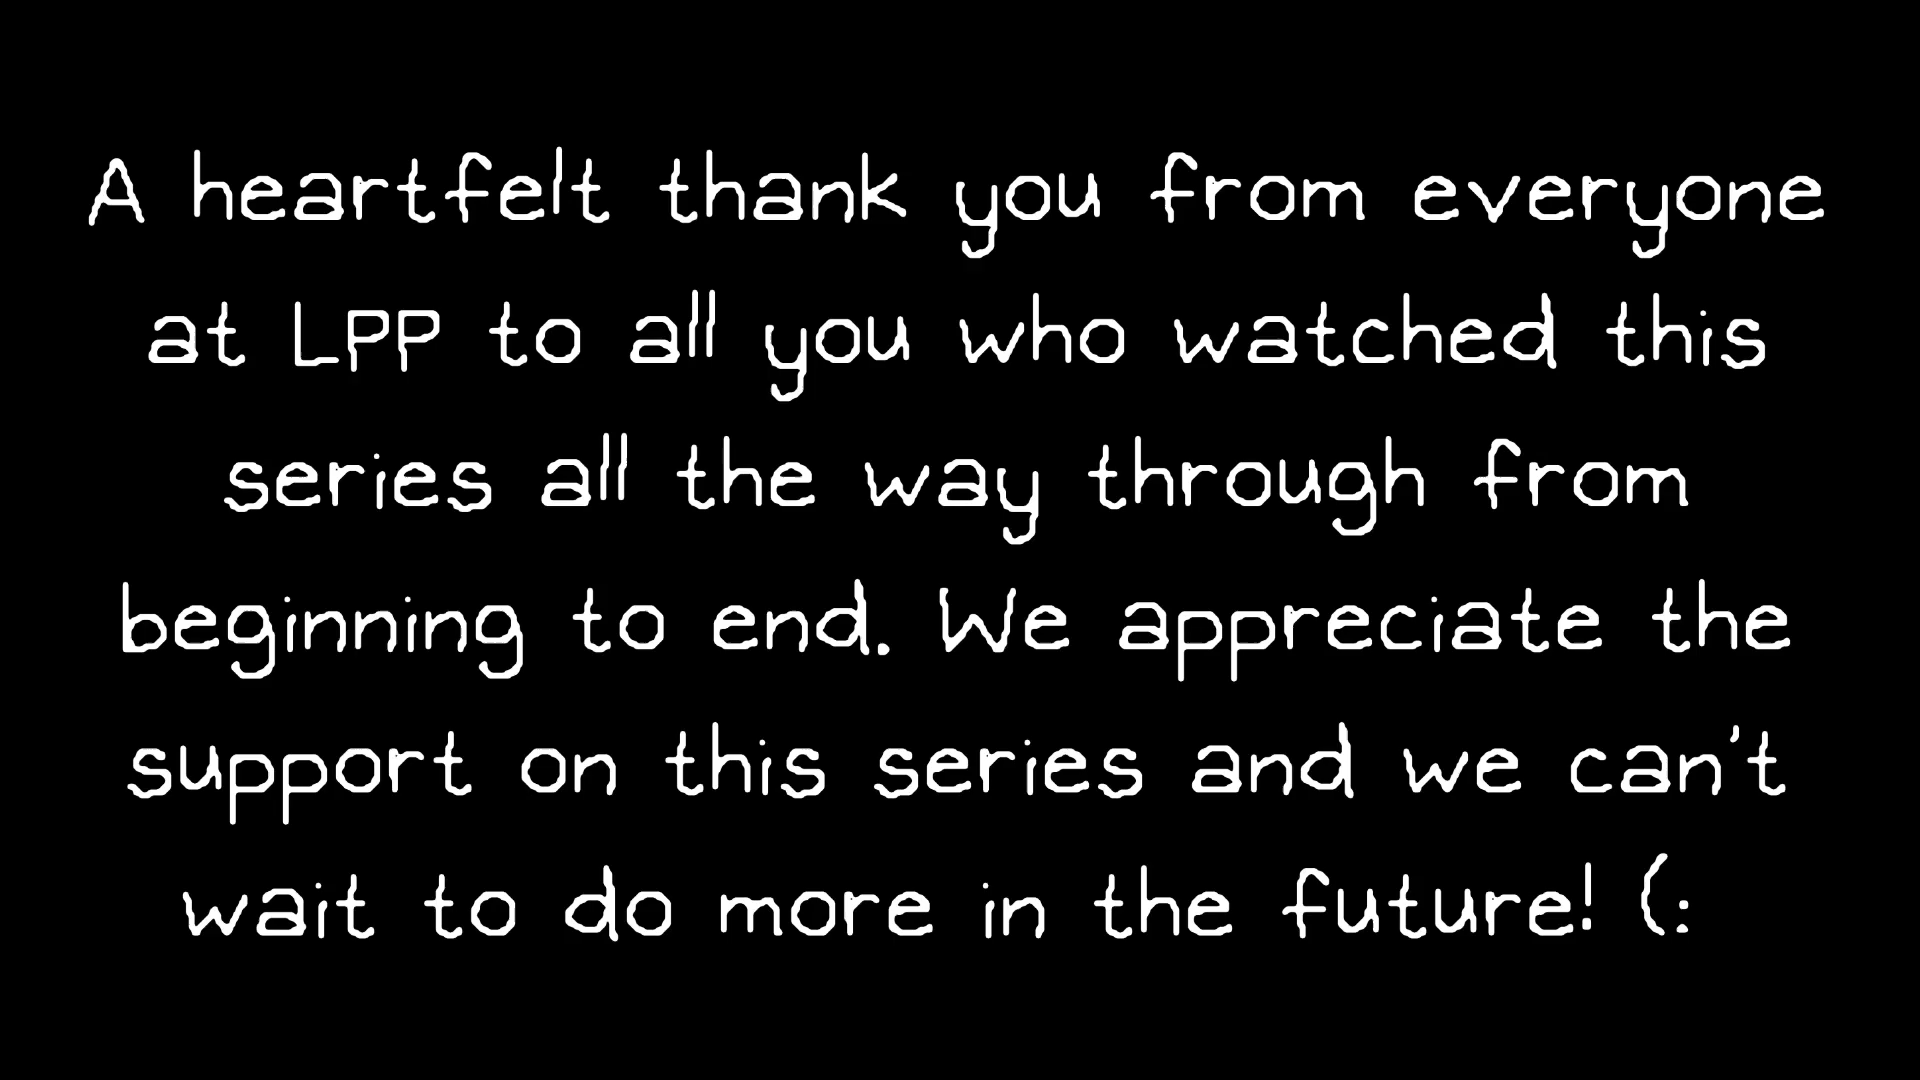 A heartfelt thank you from everyone
at LPP to all you who watched this
series all the way through from
beginning to end. We appreciate the
support on this series and we can't
wait to do more in the future! (: